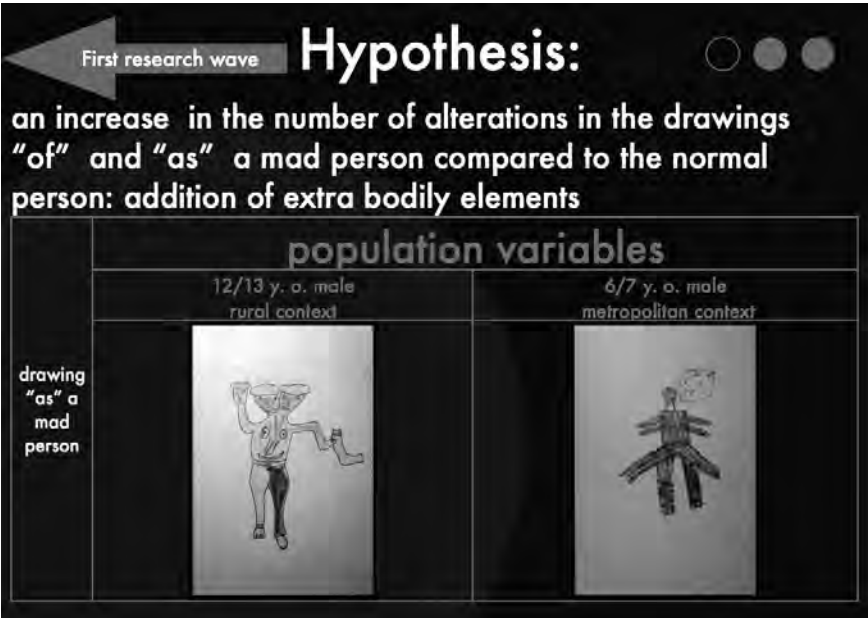 First research wave
Hypothesis:
an increase in the number of alterations in the drawings
"of" and "as" a mad person compared to the normal
person: addition of extra bodily elements
population variables
12/13 y. o. male
rural context
6/7 y. o. male
metropolitan context
drawing
"as" a
mad
person